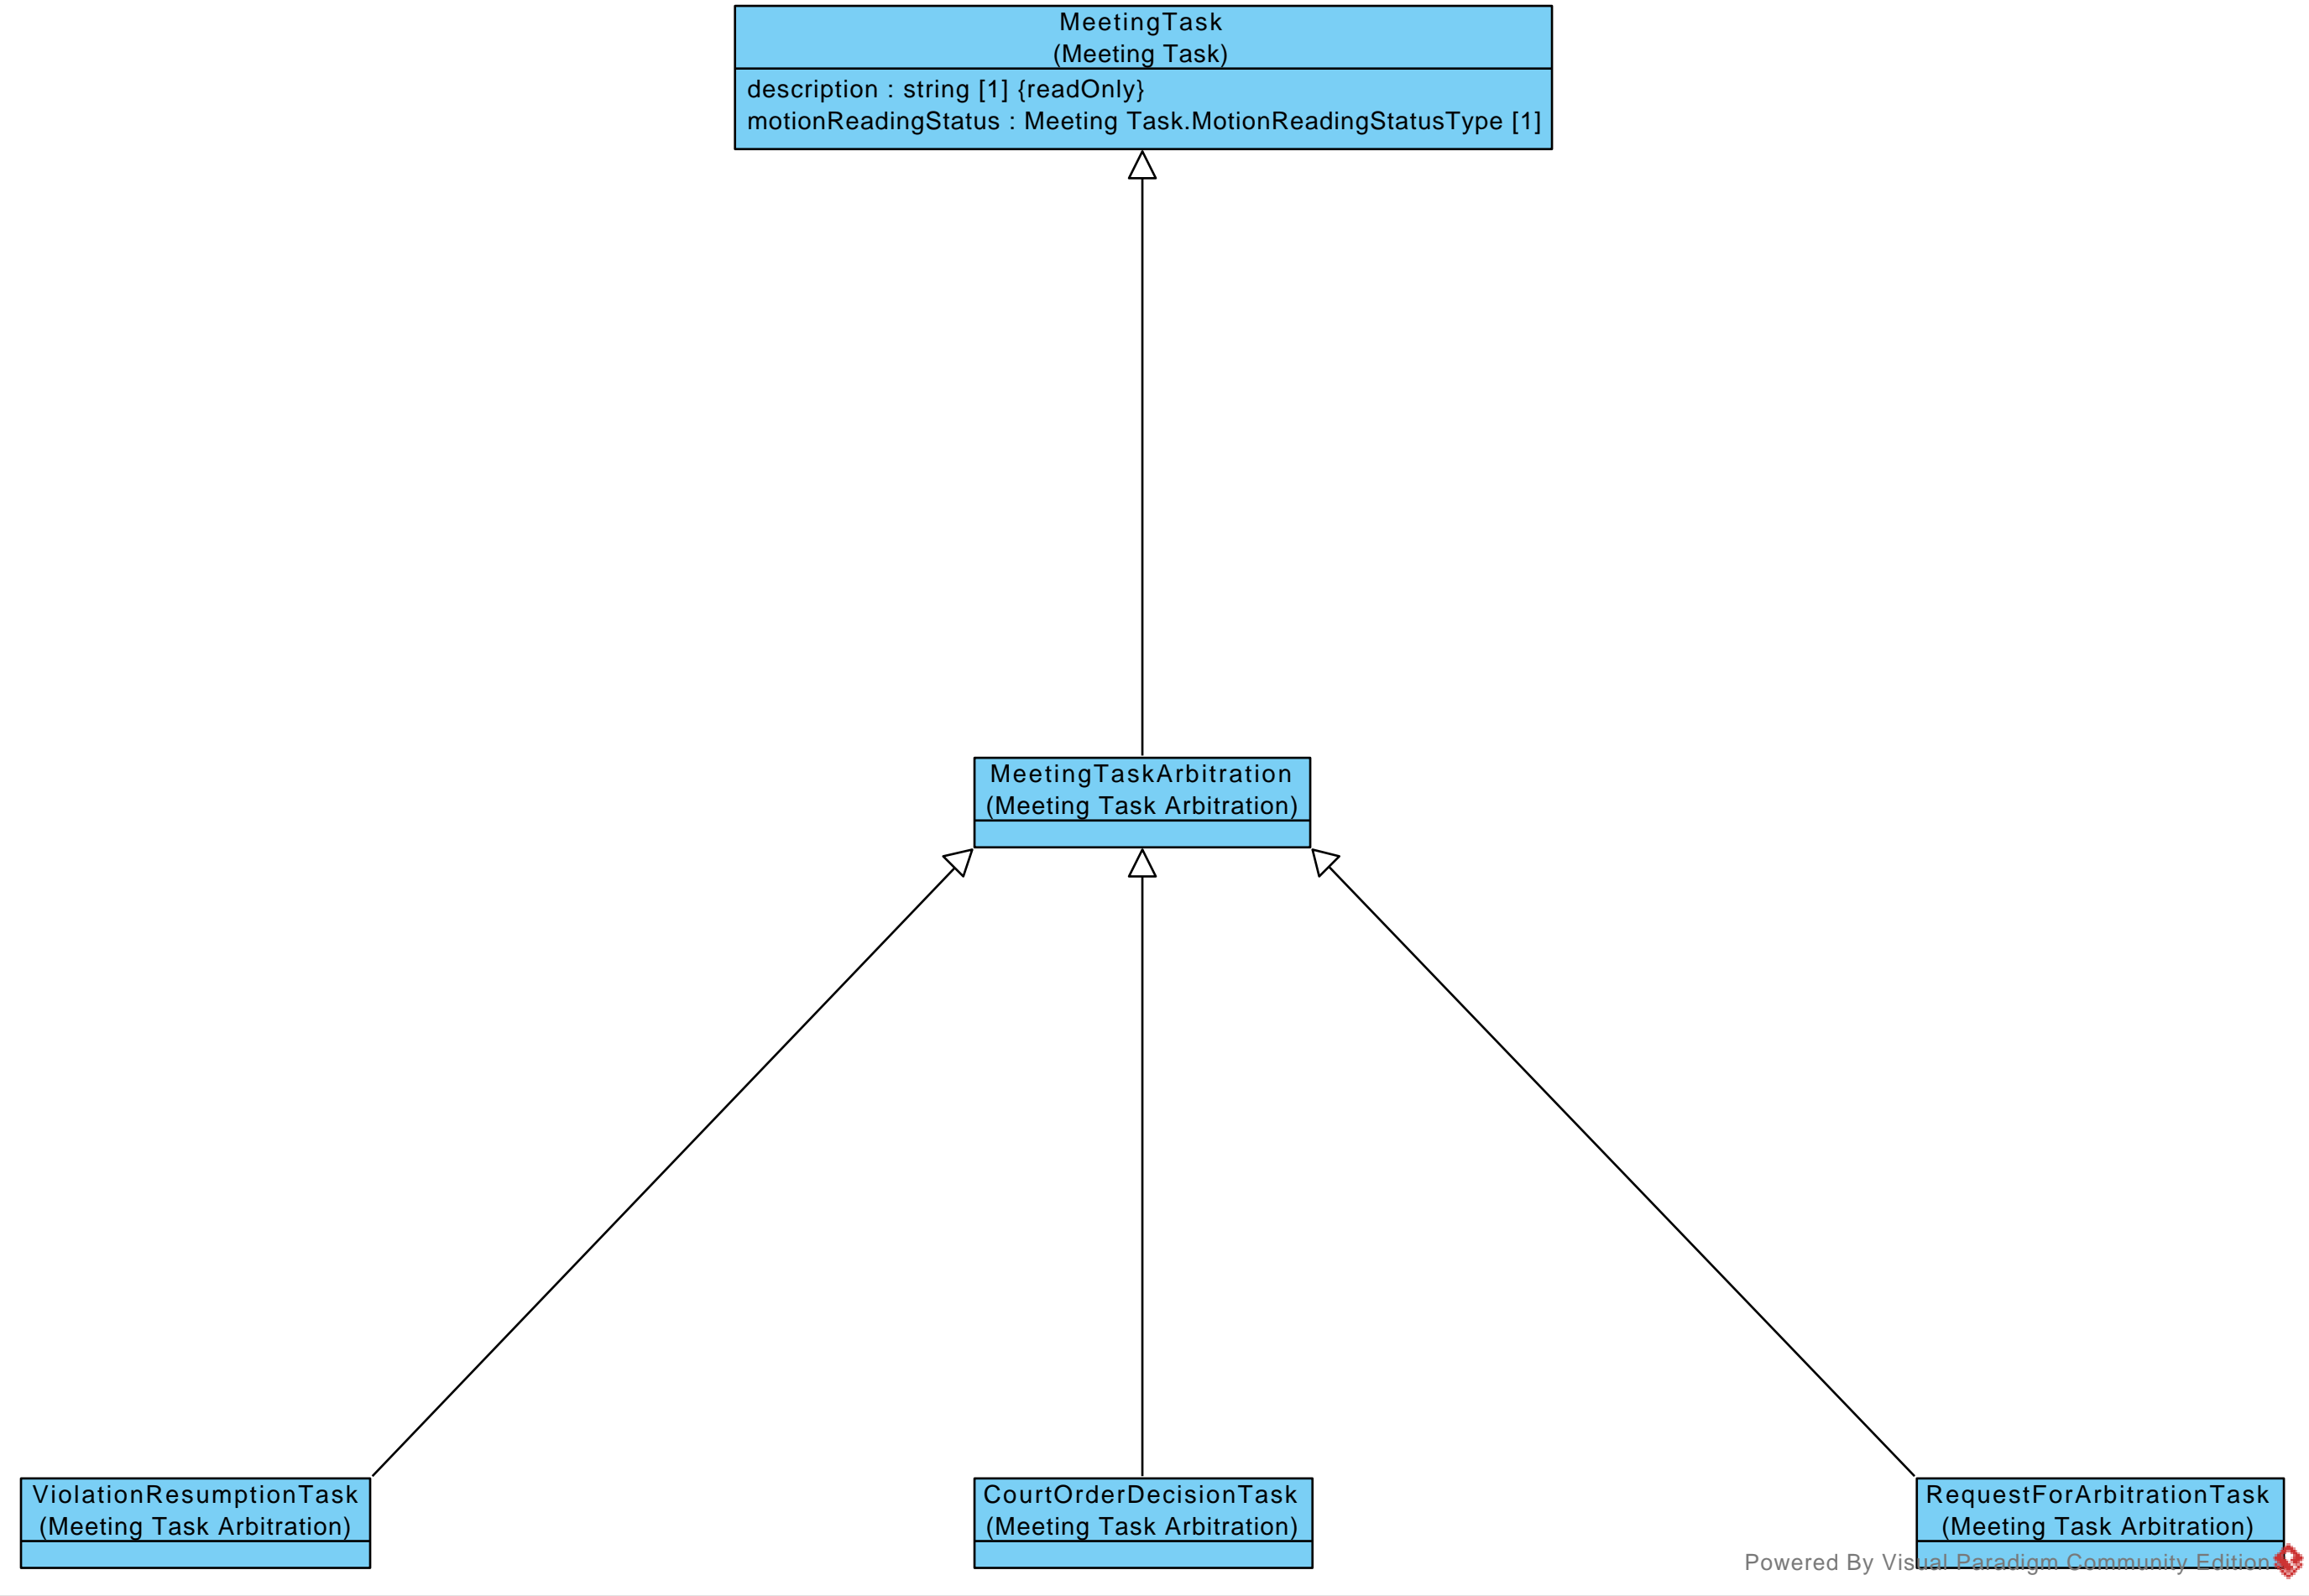 MeetingTask
(Meeting Task)
description : string [1] {readOnly}
motionReadingStatus : Meeting Task.MotionReadingStatusType [1]
MeetingTaskArbitration
(Meeting Task Arbitration)
ViolationResumptionTask
(Meeting Task Arbitration)
CourtOrderDecisionTask
(Meeting Task Arbitration)
RequestForArbitrationTask
(Meeting Task Arbitration)
Powered By Visual Paradigm Community Edition